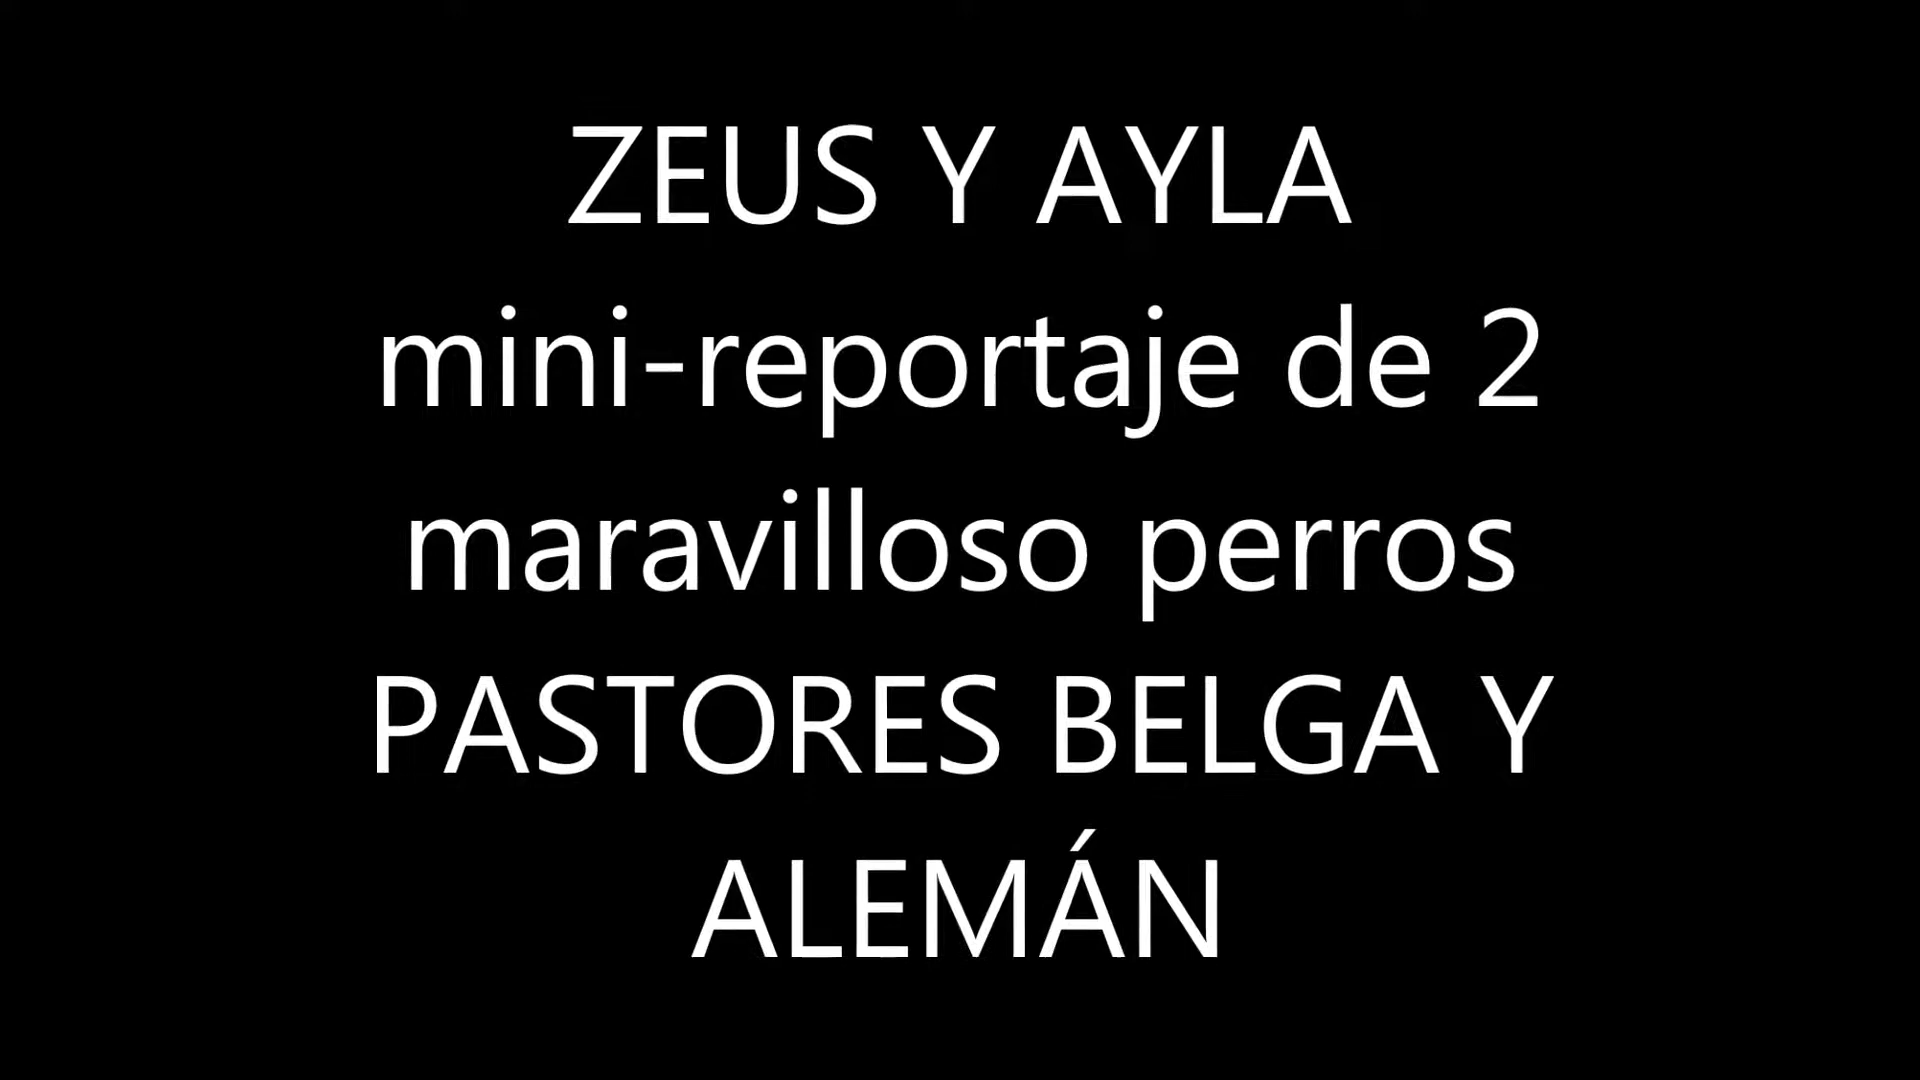 ZEUS Y AYLA
mini-reportaje de 2
maravilloso perros
PASTORES BELGA Y
ALEMÁN